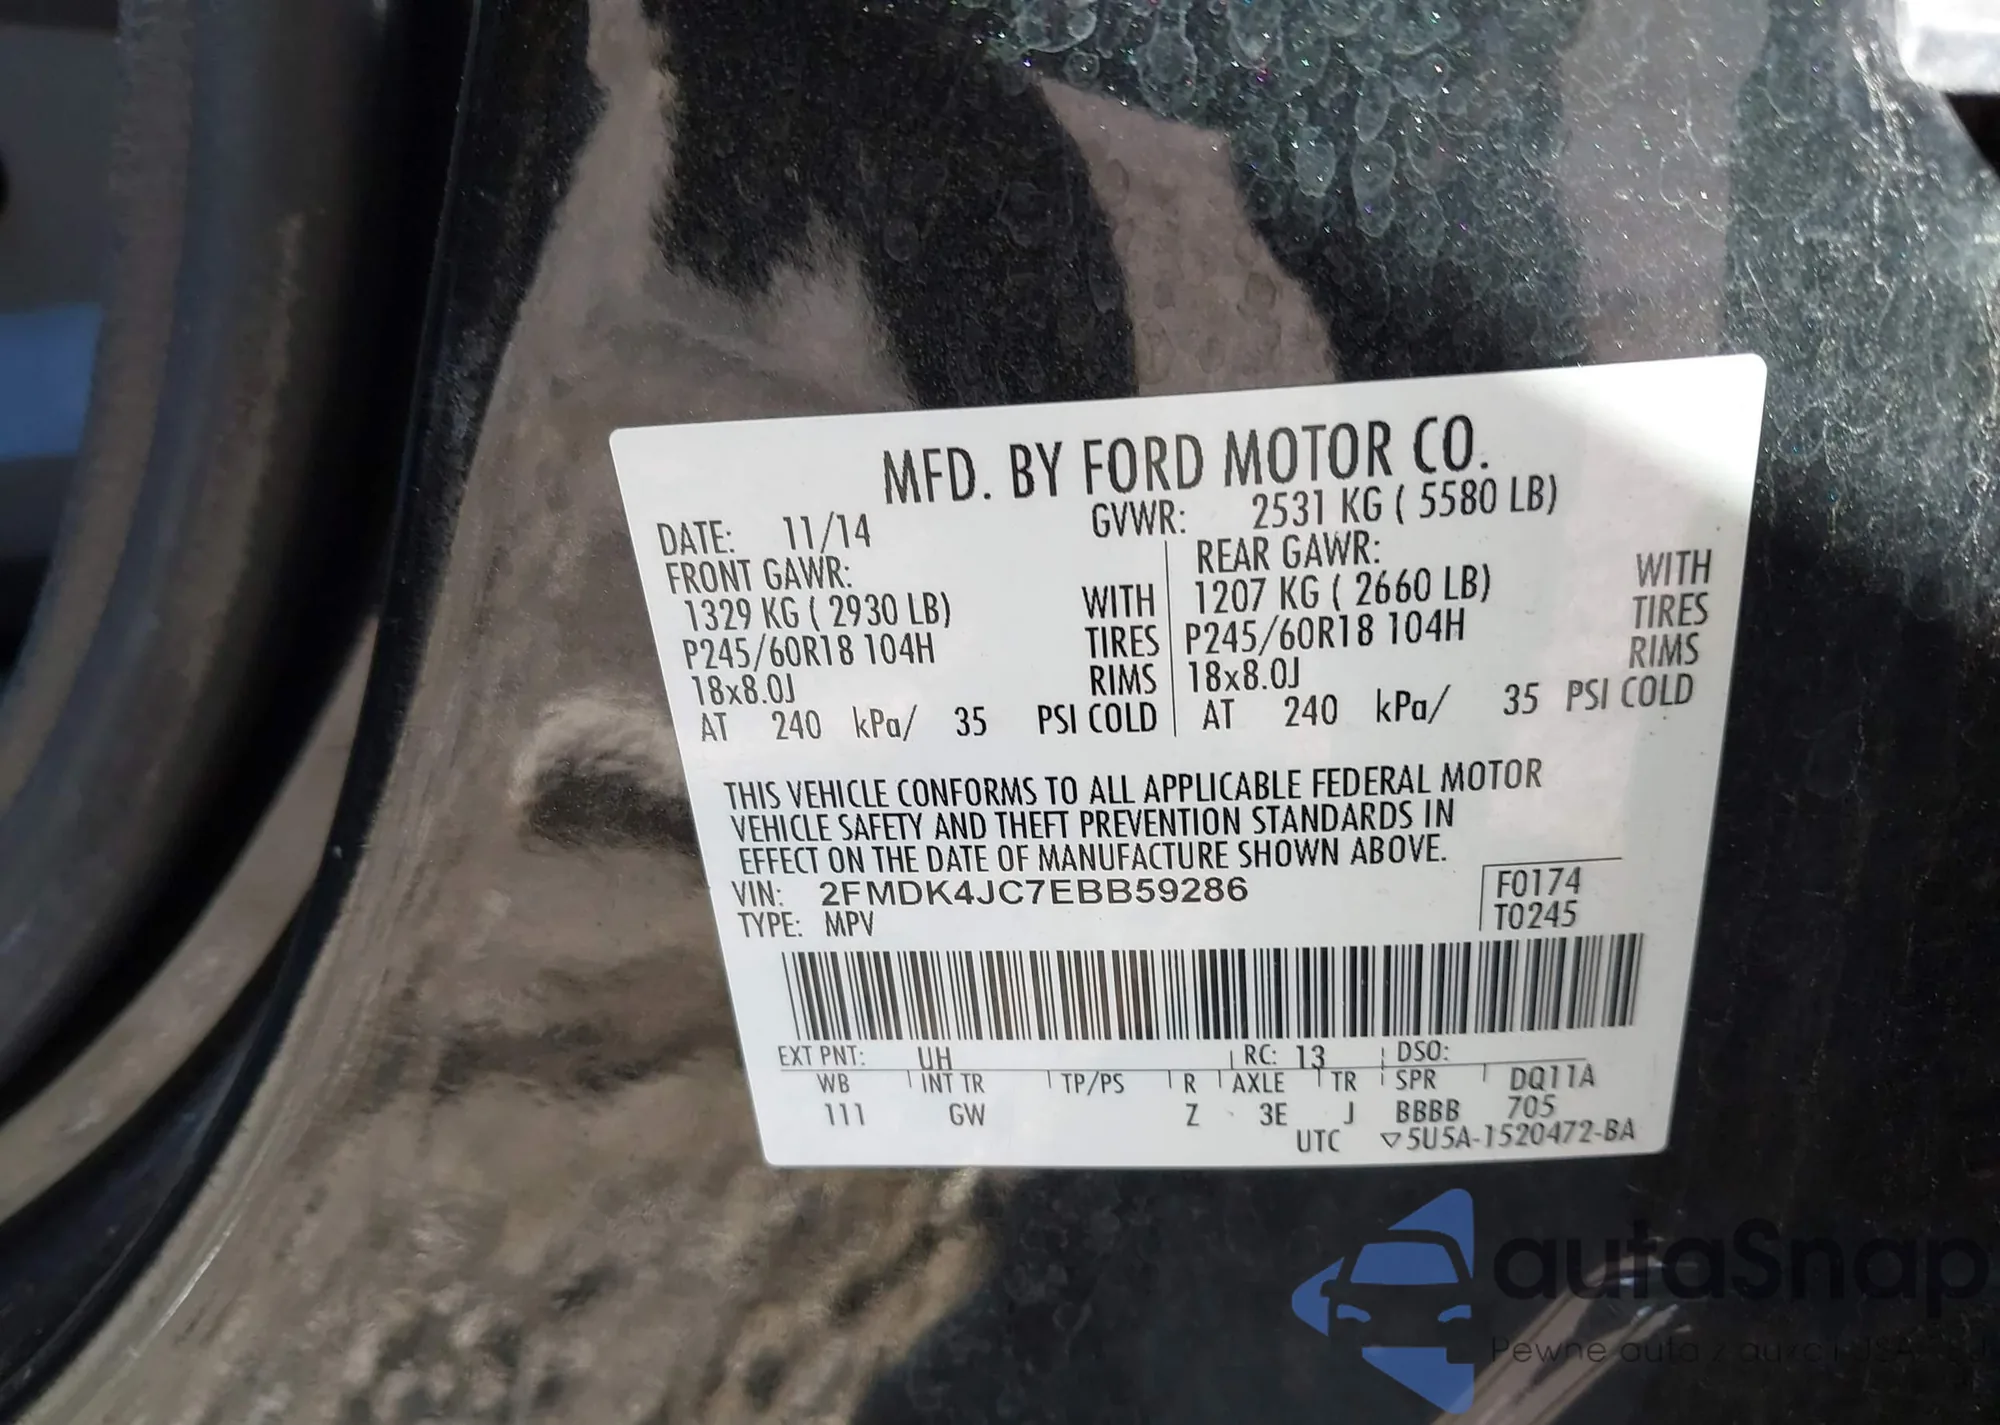 MFD. BY FORD MOTOR CO.
DATE: 11/14 GVWR: 2531 KG ( 5580 LB)
FRONT GAWR: REAR GAWR:
1329 KG ( 2930 LB) WITH 1207 KG ( 2660 LB) WITH
P245/60R18 104H TIRES P245/60R18 104H TIRES
18x8.0J RIMS 18x8.0J RIMS
AT 240 kPa/ 35 PSI COLD AT 240 kPa/ 35 PSI COLD
THIS VEHICLE CONFORMS TO ALL APPLICABLE FEDERAL MOTOR
VEHICLE SAFETY AND THEFT PREVENTION STANDARDS IN
EFFECT ON THE DATE OF MANUFACTURE SHOWN ABOVE.
VIN: 2FMDK4JC7EBB59286 F0174
TYPE: MPV T0245
EXT PNT: UH RC: 13 DSO:
WB INT TR TP/PS R AXLE TR SPR DQ11A
111 GW Z 3E J BBBB 705
UTC ▽5U5A-1520472-BA
autaSnap
Pewne auta z aukcji USA